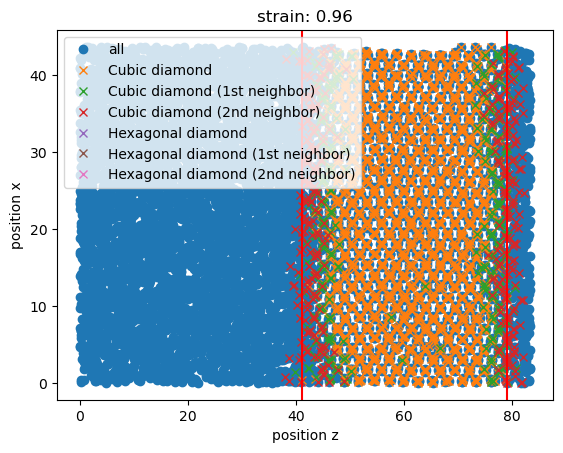 strain: 0.96
all
Cubic diamond
Cubic diamond (1st neighbor)
Cubic diamond (2nd neighbor)
Hexagonal diamond
Hexagonal diamond (1st neighbor)
Hexagonal diamond (2nd neighbor)
position x
40
30
20
10
0
0 20 40 60 80
position z